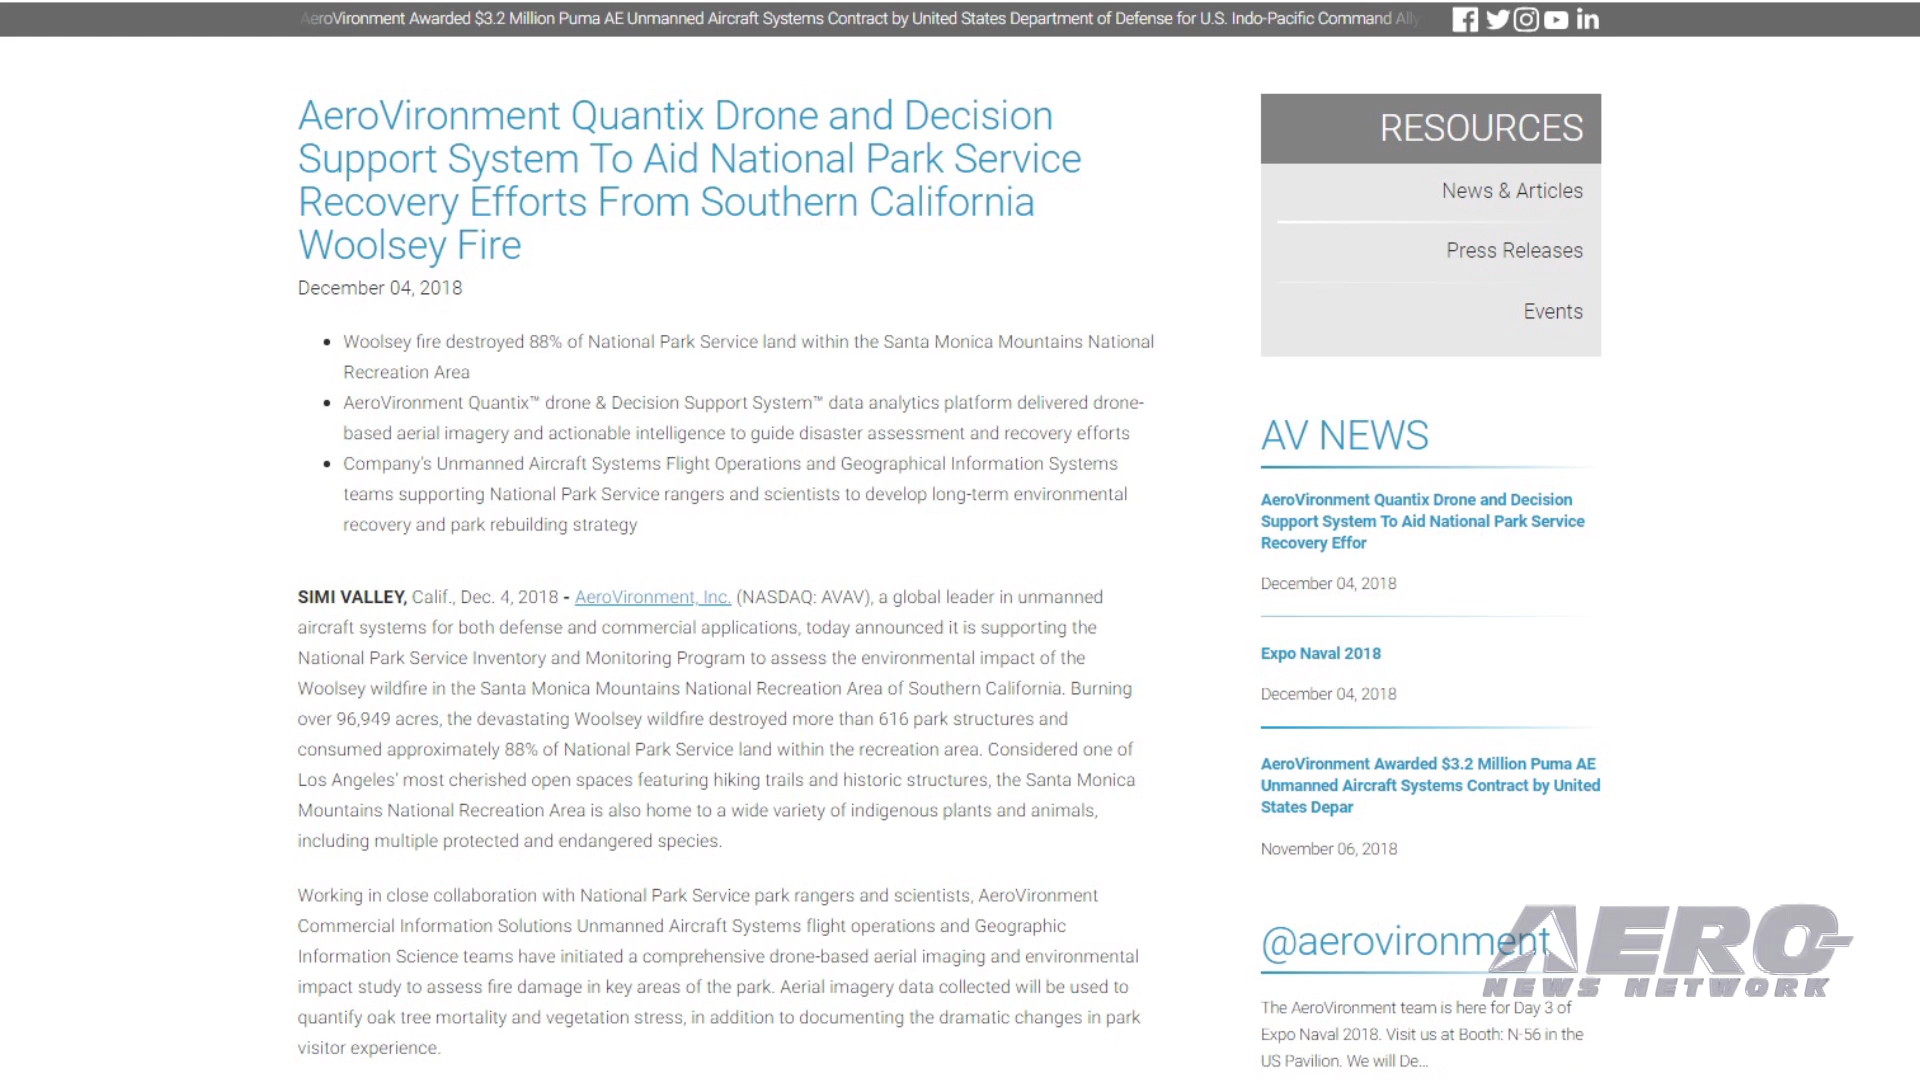 AeroVironment Awarded $3.2 Million Puma AE Unmanned Aircraft Systems Contract by United States Department of Defense for U.S. Indo-Pacific Command Ally
AeroVironment Quantix Drone and Decision
Support System To Aid National Park Service
Recovery Efforts From Southern California
Woolsey Fire
December 04, 2018
• Woolsey fire destroyed 88% of National Park Service land within the Santa Monica Mountains National
Recreation Area
• AeroVironment Quantix™ drone & Decision Support System™ data analytics platform delivered drone-
based aerial imagery and actionable intelligence to guide disaster assessment and recovery efforts
• Company's Unmanned Aircraft Systems Flight Operations and Geographical Information Systems
teams supporting National Park Service rangers and scientists to develop long-term environmental
recovery and park rebuilding strategy
SIMI VALLEY, Calif., Dec. 4, 2018 - AeroVironment, Inc. (NASDAQ: AVAV), a global leader in unmanned
aircraft systems for both defense and commercial applications, today announced it is supporting the
National Park Service Inventory and Monitoring Program to assess the environmental impact of the
Woolsey wildfire in the Santa Monica Mountains National Recreation Area of Southern California. Burning
over 96,949 acres, the devastating Woolsey wildfire destroyed more than 616 park structures and
consumed approximately 88% of National Park Service land within the recreation area. Considered one of
Los Angeles' most cherished open spaces featuring hiking trails and historic structures, the Santa Monica
Mountains National Recreation Area is also home to a wide variety of indigenous plants and animals,
including multiple protected and endangered species.
Working in close collaboration with National Park Service park rangers and scientists, AeroVironment
Commercial Information Solutions Unmanned Aircraft Systems flight operations and Geographic
Information Science teams have initiated a comprehensive drone-based aerial imaging and environmental
impact study to assess fire damage in key areas of the park. Aerial imagery data collected will be used to
quantify oak tree mortality and vegetation stress, in addition to documenting the dramatic changes in park
visitor experience.
RESOURCES
News & Articles
Press Releases
Events
AV NEWS
AeroVironment Quantix Drone and Decision
Support System To Aid National Park Service
Recovery Effor
December 04, 2018
Expo Naval 2018
December 04, 2018
AeroVironment Awarded $3.2 Million Puma AE
Unmanned Aircraft Systems Contract by United
States Depar
November 06, 2018
@aerovironment
The AeroVironment team is here for Day 3 of
Expo Naval 2018. Visit us at Booth: N-56 in the
US Pavilion. We will De...
AERO-
NEWS NETWORK